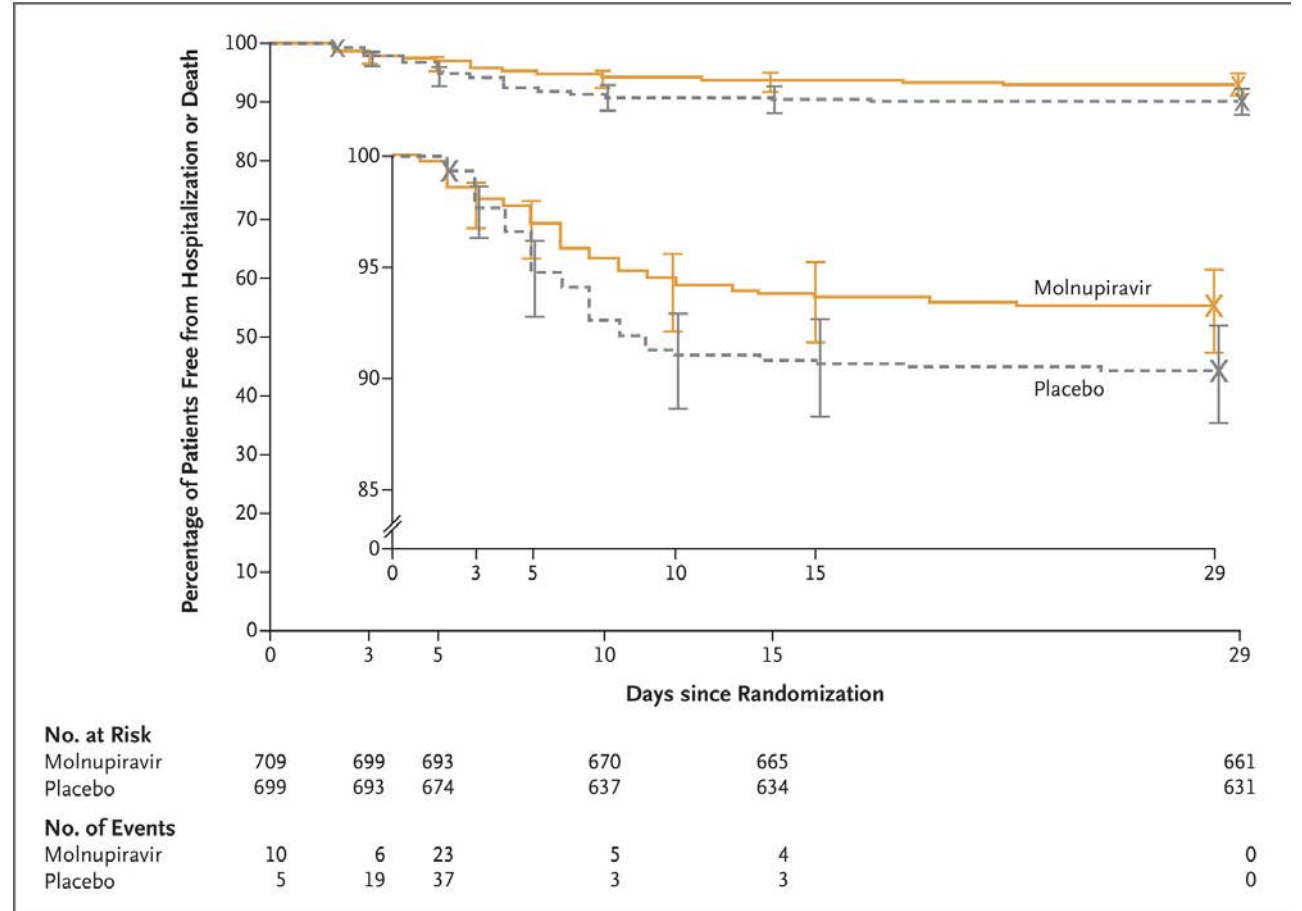 Percentage of Patients Free from Hospitalization or Death
100
90
80
70
60
50
40
30
20
10
0
100
95
90
85
0
Molnupiravir
Placebo
0 3 5 10 15 29
0 3 5 10 15 29
Days since Randomization
No. at Risk
Molnupiravir 709 699 693 670 665 661
Placebo 699 693 674 637 634 631
No. of Events
Molnupiravir 10 6 23 5 4 0
Placebo 5 19 37 3 3 0